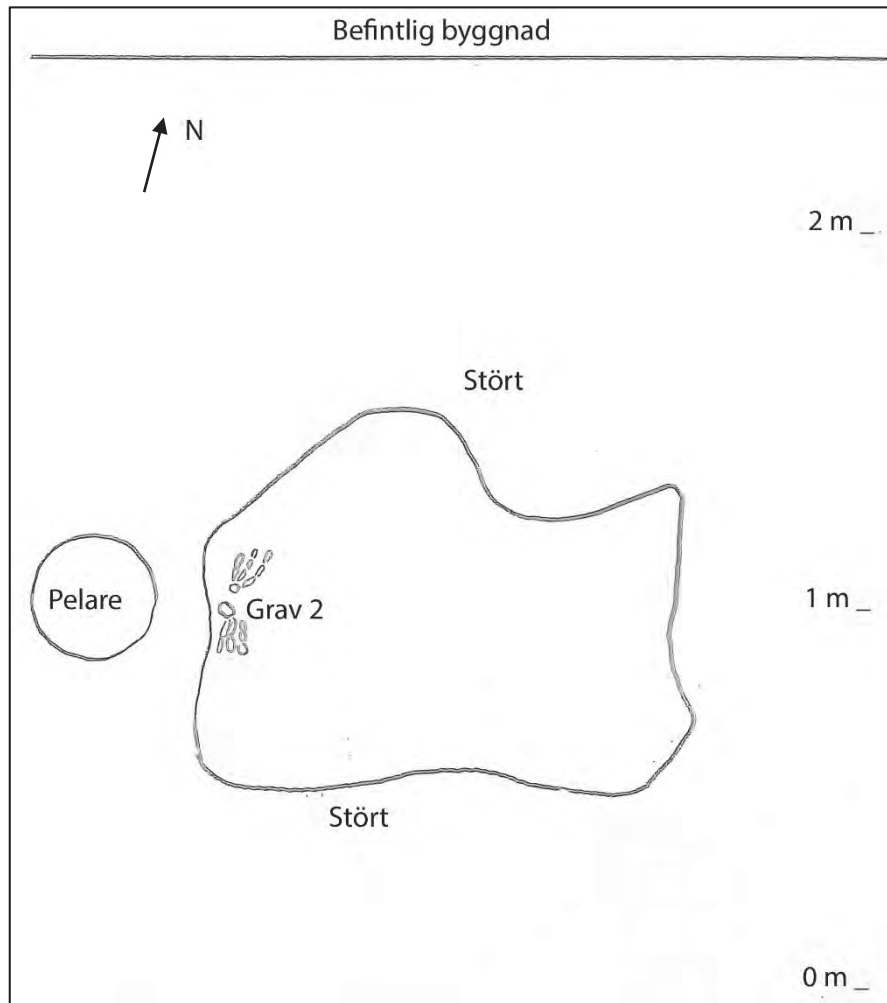 Befintlig byggnad
N
2 m _
Stört
Pelare
Grav 2
1 m _
Stört
0 m _